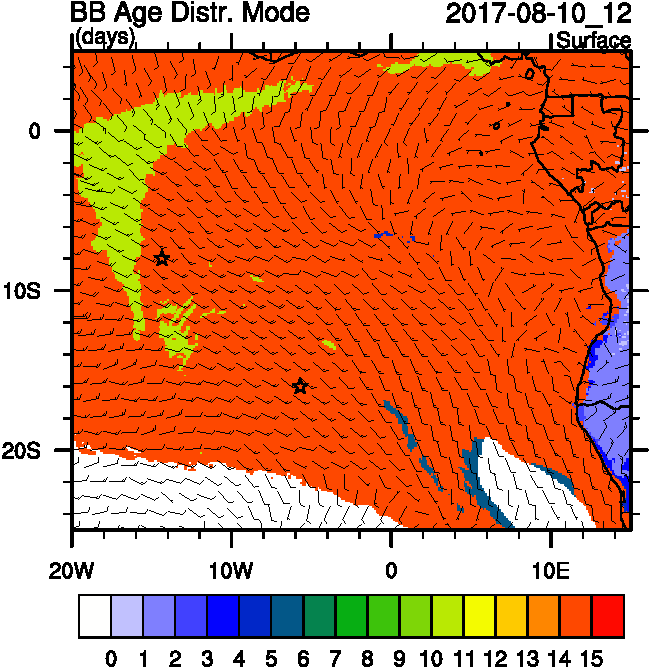 BB Age Distr. Mode 2017-08-10_12
(days) Surface
0
10S
20S
20W 10W 0 10E
0 1 2 3 4 5 6 7 8 9 10 11 12 13 14 15